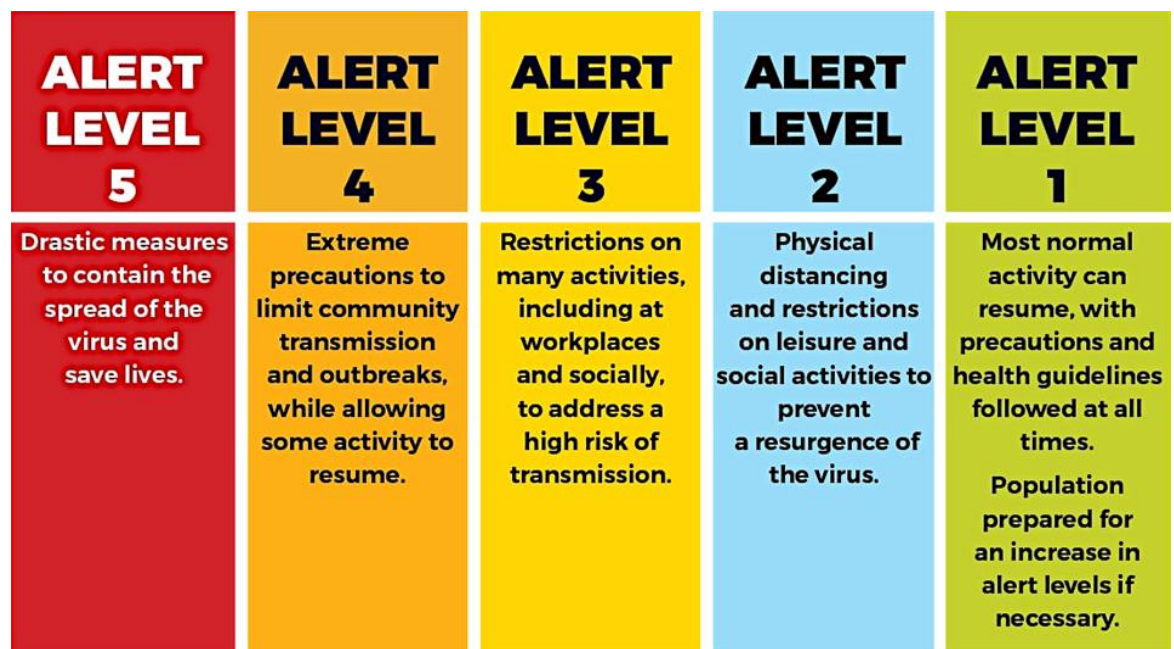 ALERT
LEVEL
5
Drastic measures
to contain the
spread of the
virus and
save lives.
ALERT
LEVEL
4
Extreme
precautions to
limit community
transmission
and outbreaks,
while allowing
some activity to
resume.
ALERT
LEVEL
3
Restrictions on
many activities,
including at
workplaces
and socially,
to address a
high risk of
transmission.
ALERT
LEVEL
2
Physical
distancing
and restrictions
on leisure and
social activities to
prevent
a resurgence of
the virus.
ALERT
LEVEL
1
Most normal
activity can
resume, with
precautions and
health guidelines
followed at all
times.
Population
prepared for
an increase in
alert levels if
necessary.